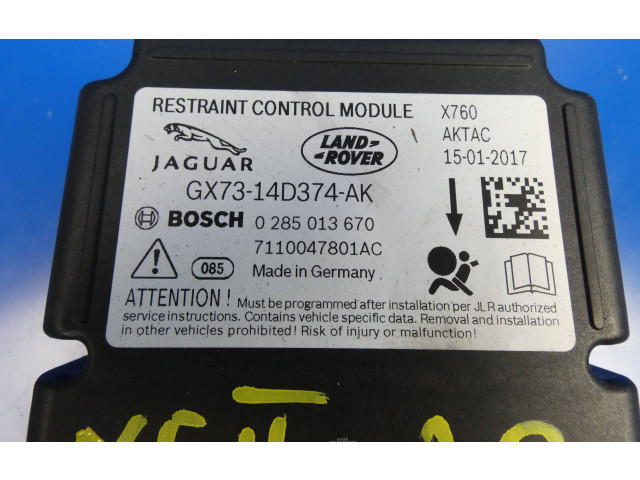 RESTRAINT CONTROL MODULE X760
AKTAC
15-01-2017
JAGUAR
LAND ROVER
GX73-14D374-AK
BOSCH 0 285 013 670
7110047801AC
085 Made in Germany
ATTENTION ! Must be programmed after installation per JLR authorized
service instructions. Contains vehicle specific data. Removal and installation
in other vehicles prohibited! Risk of injury or malfunction!